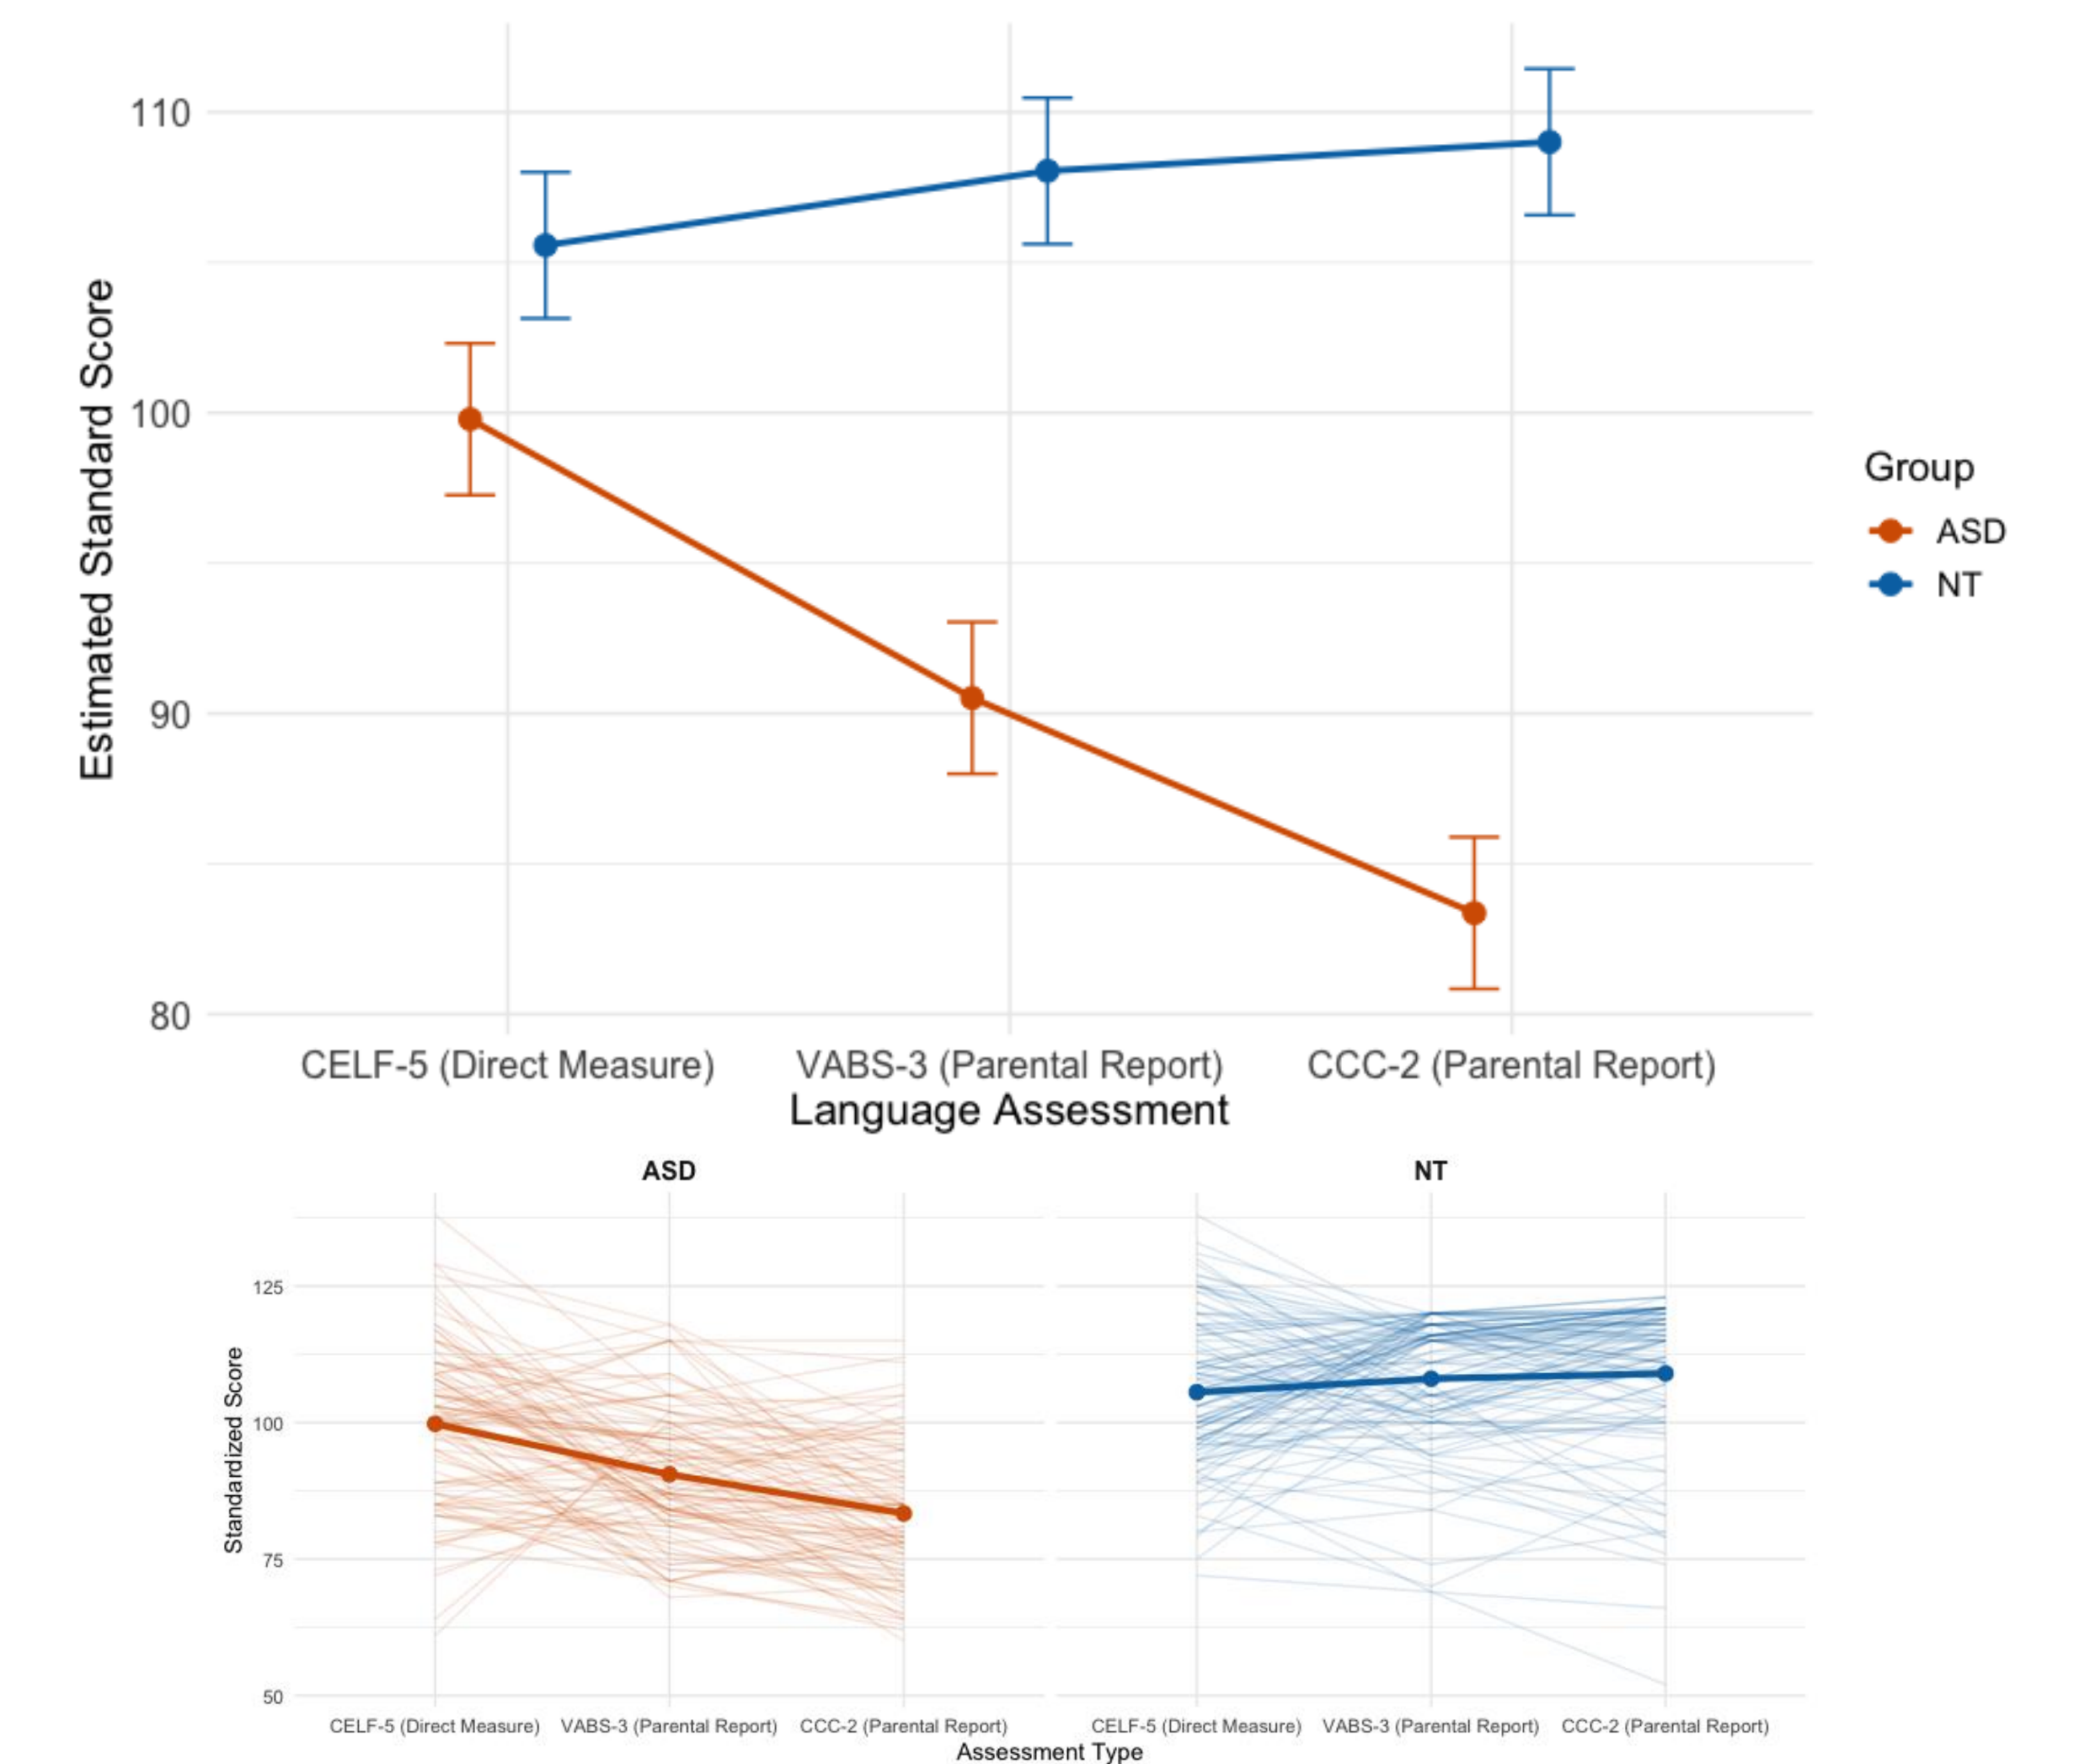 110
100
90
80
Estimated Standard Score
CELF-5 (Direct Measure) VABS-3 (Parental Report) CCC-2 (Parental Report)
Language Assessment
Group
ASD
NT
ASD NT
125
100
75
50
Standardized Score
CELF-5 (Direct Measure) VABS-3 (Parental Report) CCC-2 (Parental Report) CELF-5 (Direct Measure) VABS-3 (Parental Report) CCC-2 (Parental Report)
Assessment Type